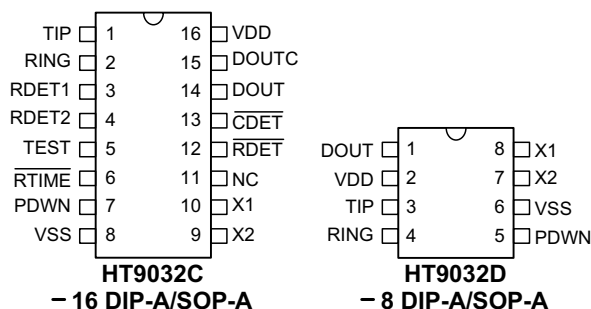 TIP 1 16 VDD
RING 2 15 DOUTC
RDET1 3 14 DOUT
RDET2 4 13 CDET
TEST 5 12 RDET
RTIME 6 11 NC
PDWN 7 10 X1
VSS 8 9 X2
HT9032C
– 16 DIP-A/SOP-A
DOUT 1 8 X1
VDD 2 7 X2
TIP 3 6 VSS
RING 4 5 PDWN
HT9032D
– 8 DIP-A/SOP-A